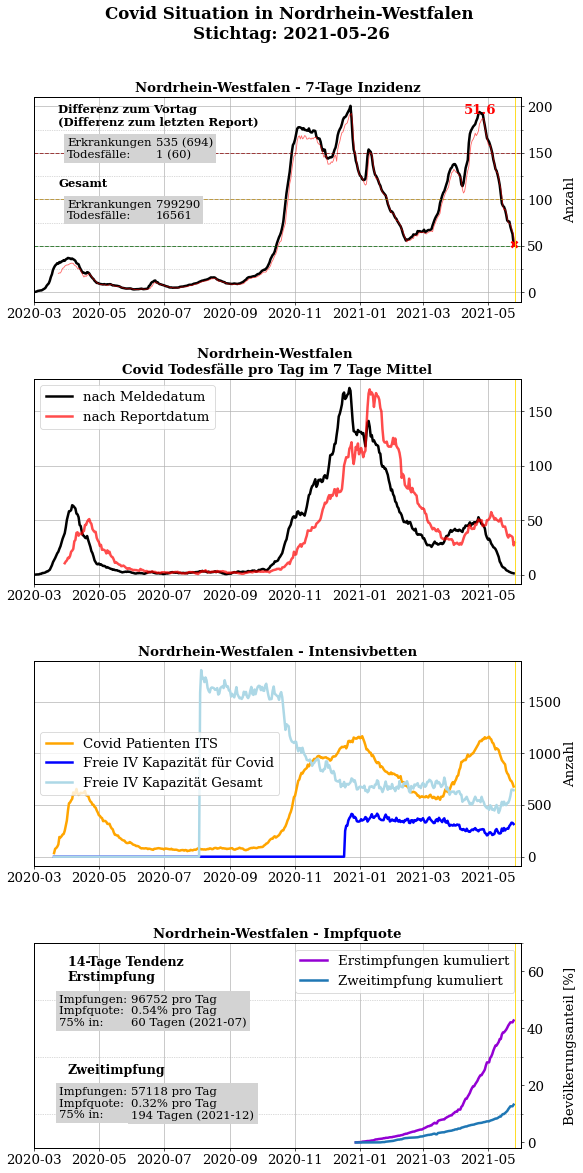 Covid Situation in Nordrhein-Westfalen
Stichtag: 2021-05-26
Nordrhein-Westfalen - 7-Tage Inzidenz
Differenz zum Vortag
(Differenz zum letzten Report)
Erkrankungen 535 (694)
Todesfälle: 1 (60)
Gesamt
Erkrankungen 799290
Todesfälle: 16561
51.6
200
150
100
50
0
Anzahl
2020-03 2020-05 2020-07 2020-09 2020-11 2021-01 2021-03 2021-05
Nordrhein-Westfalen
Covid Todesfälle pro Tag im 7 Tage Mittel
nach Meldedatum
nach Reportdatum
150
100
50
0
2020-03 2020-05 2020-07 2020-09 2020-11 2021-01 2021-03 2021-05
Nordrhein-Westfalen - Intensivbetten
Covid Patienten ITS
Freie IV Kapazität für Covid
Freie IV Kapazität Gesamt
1500
1000
500
0
Anzahl
2020-03 2020-05 2020-07 2020-09 2020-11 2021-01 2021-03 2021-05
Nordrhein-Westfalen - Impfquote
14-Tage Tendenz
Erstimpfung
Impfungen: 96752 pro Tag
Impfquote: 0.54% pro Tag
75% in: 60 Tagen (2021-07)
Zweitimpfung
Impfungen: 57118 pro Tag
Impfquote: 0.32% pro Tag
75% in: 194 Tagen (2021-12)
Erstimpfungen kumuliert
Zweitimpfung kumuliert
60
40
20
0
Bevölkerungsanteil [%]
2020-03 2020-05 2020-07 2020-09 2020-11 2021-01 2021-03 2021-05